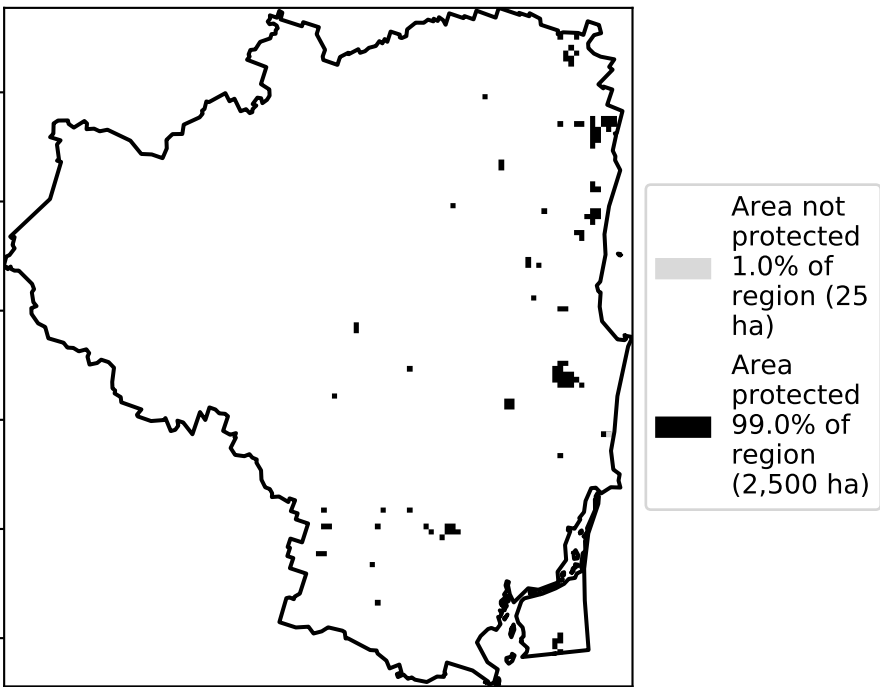 Area not
protected
1.0% of
region (25
ha)
Area
protected
99.0% of
region
(2,500 ha)